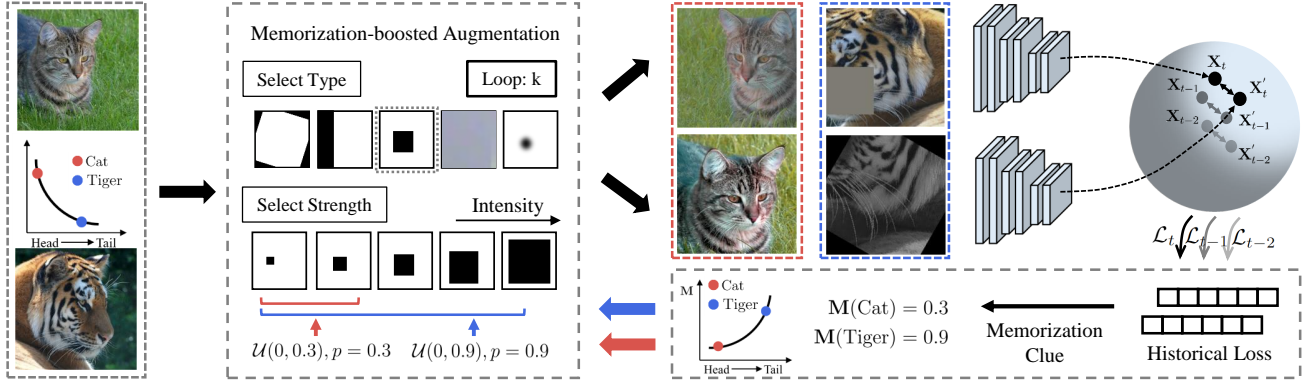 Cat
Tiger
Head
Tail
Memorization-boosted Augmentation
Select Type
Loop: k
Select Strength
Intensity
𝒰(0, 0.3), p = 0.3
𝒰(0, 0.9), p = 0.9
X_t
X'_t
X_{t−1}
X'_{t−1}
X_{t−2}
X'_{t−2}
ℒ_t
ℒ_{t−1}
ℒ_{t−2}
M
Cat
Tiger
Head
Tail
M(Cat) = 0.3
M(Tiger) = 0.9
Memorization
Clue
Historical Loss